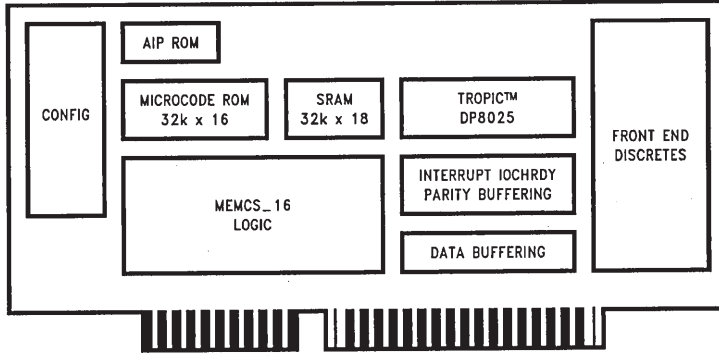 AIP ROM
CONFIG
MICROCODE ROM
32k x 16
SRAM
32k x 18
TROPIC™
DP8025
FRONT END
DISCRETES
MEMCS_16
LOGIC
INTERRUPT IOCHRDY
PARITY BUFFERING
DATA BUFFERING